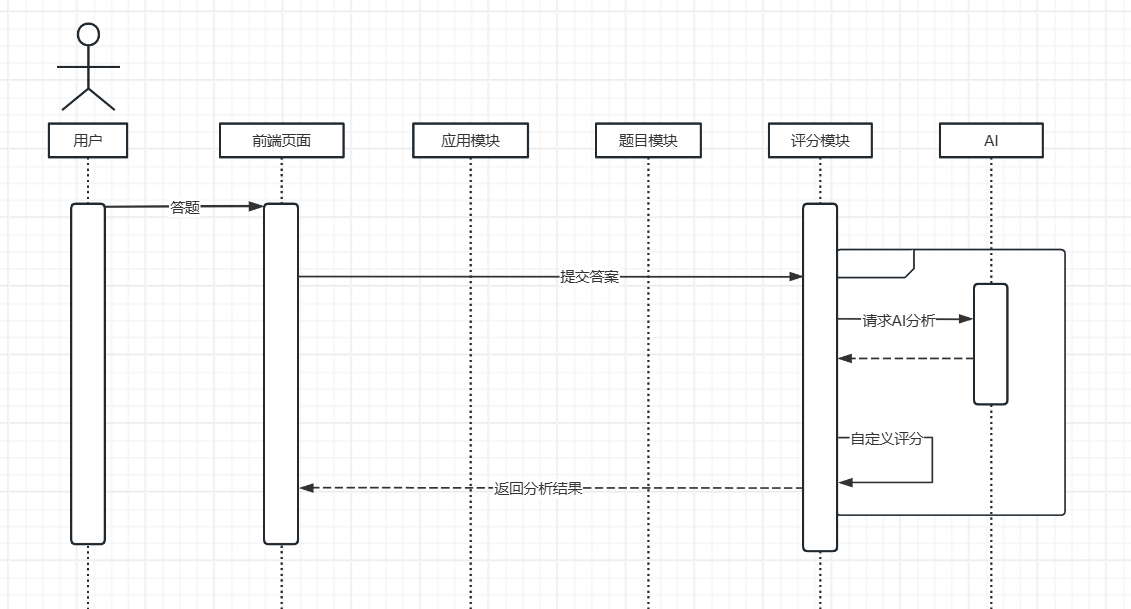 用户
前端页面
应用模块
题目模块
评分模块
AI
答题
提交答案
请求AI分析
自定义评分
返回分析结果